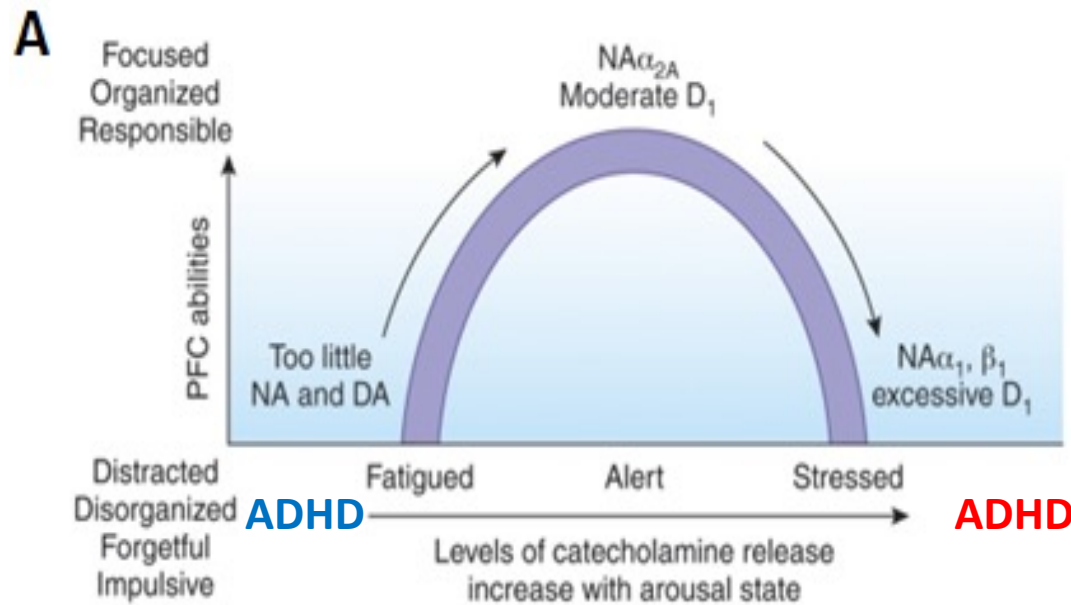 A
Focused
Organized
Responsible
NAα₂A
Moderate D₁
PFC abilities
Too little
NA and DA
NAα₁, β₁
excessive D₁
Distracted
Disorganized
Forgetful
Impulsive
Fatigued
Alert
Stressed
ADHD
ADHD
Levels of catecholamine release
increase with arousal state